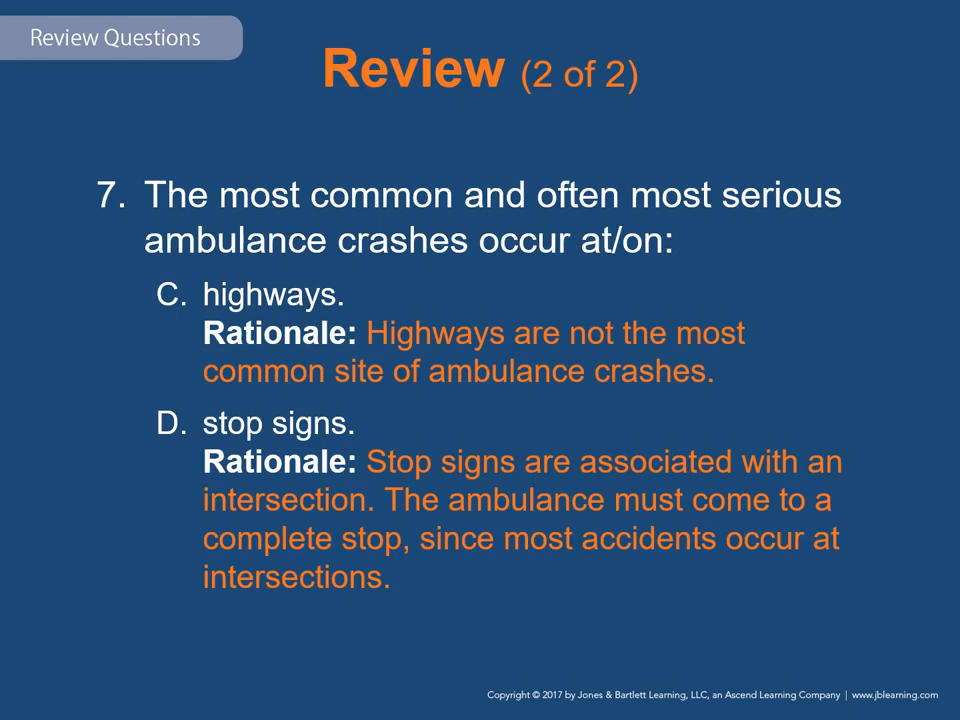 Review Questions
Review (2 of 2)
7. The most common and often most serious
ambulance crashes occur at/on:
C. highways.
Rationale: Highways are not the most
common site of ambulance crashes.
D. stop signs.
Rationale: Stop signs are associated with an
intersection. The ambulance must come to a
complete stop, since most accidents occur at
intersections.
Copyright © 2017 by Jones & Bartlett Learning, LLC, an Ascend Learning Company | www.jblearning.com